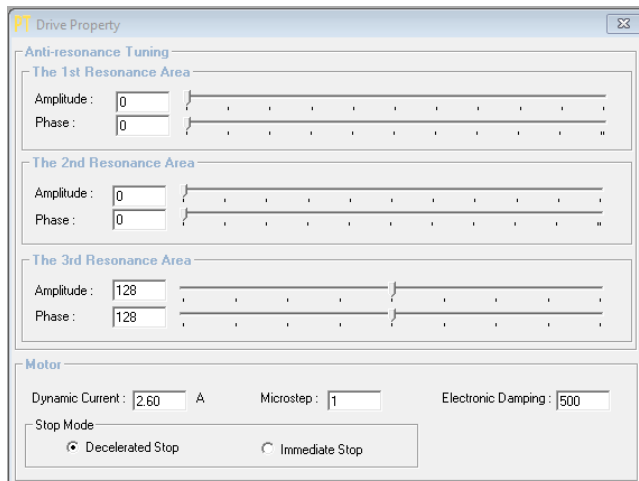 PT Drive Property
Anti-resonance Tuning
The 1st Resonance Area
Amplitude : 0
Phase : 0
The 2nd Resonance Area
Amplitude : 0
Phase : 0
The 3rd Resonance Area
Amplitude : 128
Phase : 128
Motor
Dynamic Current : 2.60 A Microstep : 1 Electronic Damping : 500
Stop Mode
Decelerated Stop Immediate Stop